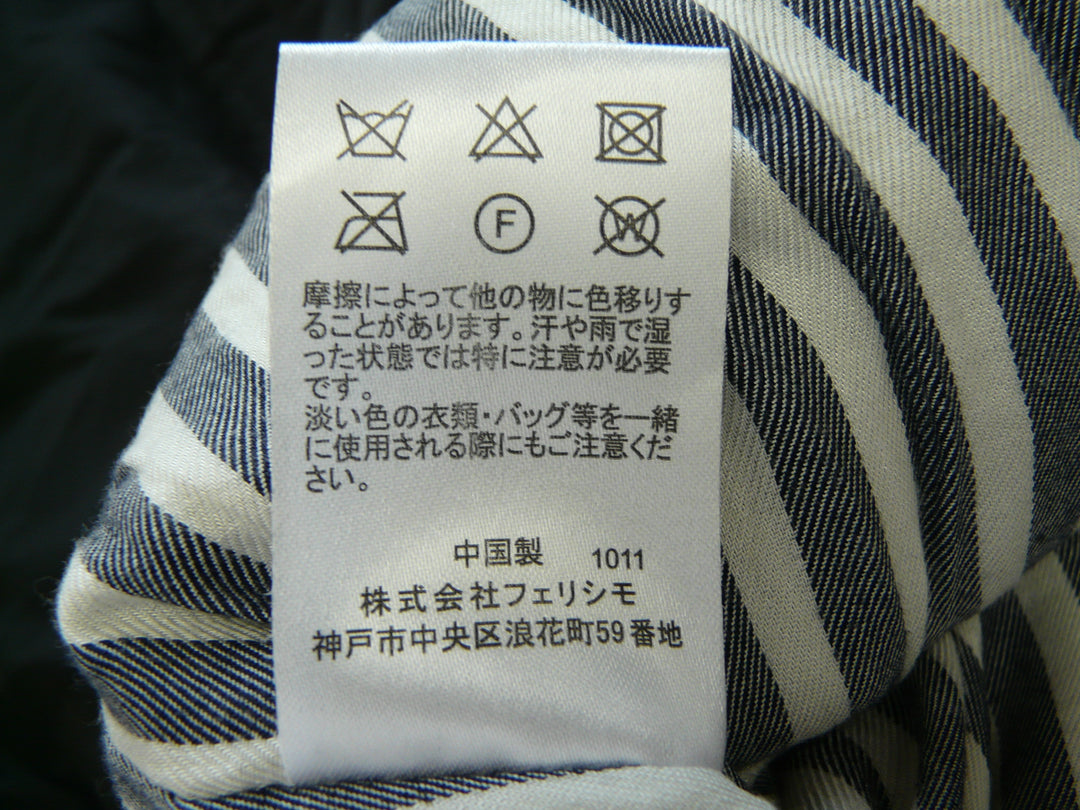 F W
摩擦によって他の物に色移りす
ることがあります。汗や雨で湿
った状態では特に注意が必要
です。
淡い色の衣類・バッグ等を一緒
に使用される際にもご注意くだ
さい。
中国製 1011
株式会社フェリシモ
神戸市中央区浪花町59番地